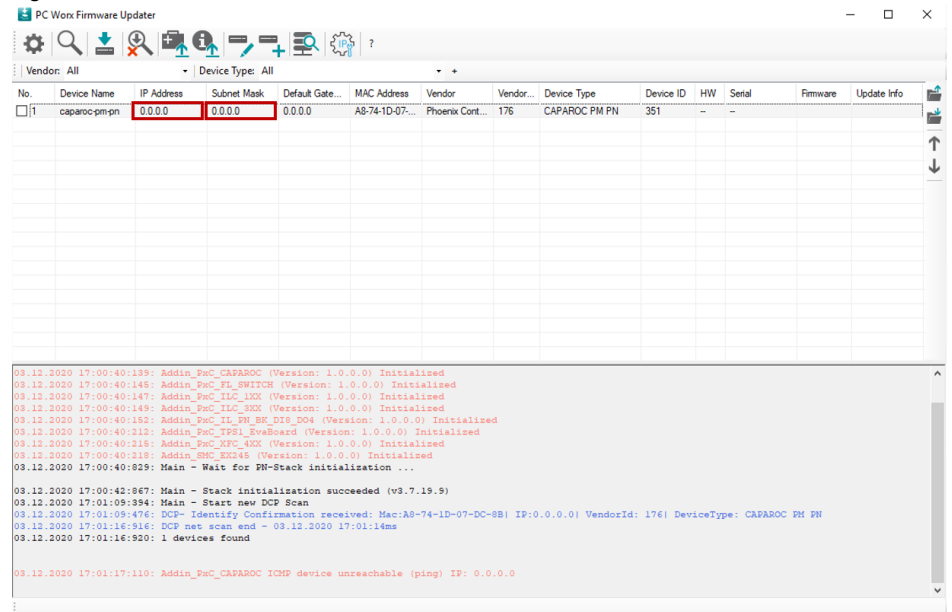 PC Worx Firmware Updater
IP
?
Vendor: All Device Type: All +
No. Device Name IP Address Subnet Mask Default Gate... MAC Address Vendor Vendor... Device Type Device ID HW Serial Firmware Update Info
1 caparoc-pm-pn 0.0.0.0 0.0.0.0 0.0.0.0 A8-74-1D-07-... Phoenix Cont... 176 CAPAROC PM PN 351 -- --
03.12.2020 17:00:40:139: Addin_PxC_CAPAROC (Version: 1.0.0.0) Initialized
03.12.2020 17:00:40:145: Addin_PxC_FL_SWITCH (Version: 1.0.0.0) Initialized
03.12.2020 17:00:40:147: Addin_PxC_ILC_1XX (Version: 1.0.0.0) Initialized
03.12.2020 17:00:40:149: Addin_PxC_ILC_3XX (Version: 1.0.0.0) Initialized
03.12.2020 17:00:40:152: Addin_PxC_IL_PN_BK_DI8_DO4 (Version: 1.0.0.0) Initialized
03.12.2020 17:00:40:212: Addin_PxC_TPS1_EvaBoard (Version: 1.0.0.0) Initialized
03.12.2020 17:00:40:215: Addin_PxC_XFC_4XX (Version: 1.0.0.0) Initialized
03.12.2020 17:00:40:218: Addin_SMC_EX245 (Version: 1.0.0.0) Initialized
03.12.2020 17:00:40:829: Main - Wait for PN-Stack initialization ...
03.12.2020 17:00:42:867: Main - Stack initialization succeeded (v3.7.19.9)
03.12.2020 17:01:09:394: Main - Start new DCP Scan
03.12.2020 17:01:09:476: DCP- Identify Confirmation received: Mac:A8-74-1D-07-DC-8B| IP:0.0.0.0| VendorId: 176| DeviceType: CAPAROC PM PN
03.12.2020 17:01:16:916: DCP net scan end - 03.12.2020 17:01:14ms
03.12.2020 17:01:16:920: 1 devices found
03.12.2020 17:01:17:110: Addin_PxC_CAPAROC ICMP device unreachable (ping) IP: 0.0.0.0